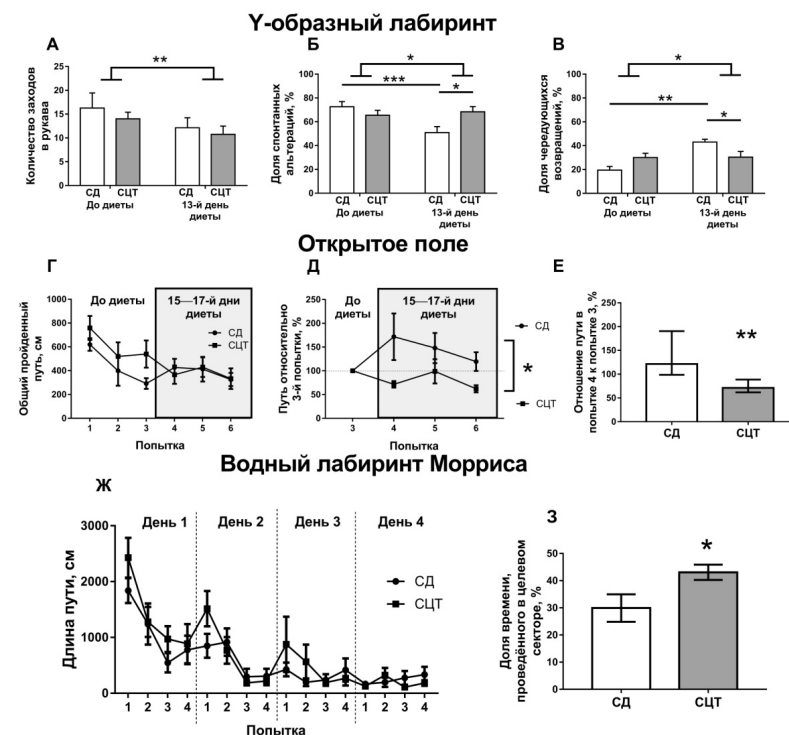 Y-образный лабиринт
А
Б
В
Количество заходов
в рукава
25
20
15
10
5
0
**
СД
СЦТ
СД
СЦТ
До диеты
13-й день
диеты
Доля спонтанных
альтераций, %
100
80
60
40
20
0
*
***
*
СД
СЦТ
СД
СЦТ
До диеты
13-й день
диеты
Доля чередующихся
возвращений, %
100
80
60
40
20
0
*
**
*
СД
СЦТ
СД
СЦТ
До диеты
13-й день
диеты
Открытое поле
Г
Д
Е
Общий пройденный
путь, см
1000
800
600
400
200
0
До диеты
15—17-й дни
диеты
СД
СЦТ
1 2 3 4 5 6
Попытка
Путь относительно
3-й попытки, %
250
200
150
100
50
0
До
диеты
15—17-й дни
диеты
СД
*
СЦТ
3 4 5 6
Попытка
Отношение пути в
попытке 4 к попытке 3, %
250
200
150
100
50
0
**
СД
СЦТ
Водный лабиринт Морриса
Ж
З
Длина пути, см
3000
2000
1000
0
День 1
День 2
День 3
День 4
СД
СЦТ
1 2 3 4 1 2 3 4 1 2 3 4 1 2 3 4
Попытка
Доля времени,
проведённого в целевом
секторе, %
50
40
30
30
10
0
*
СД
СЦТ